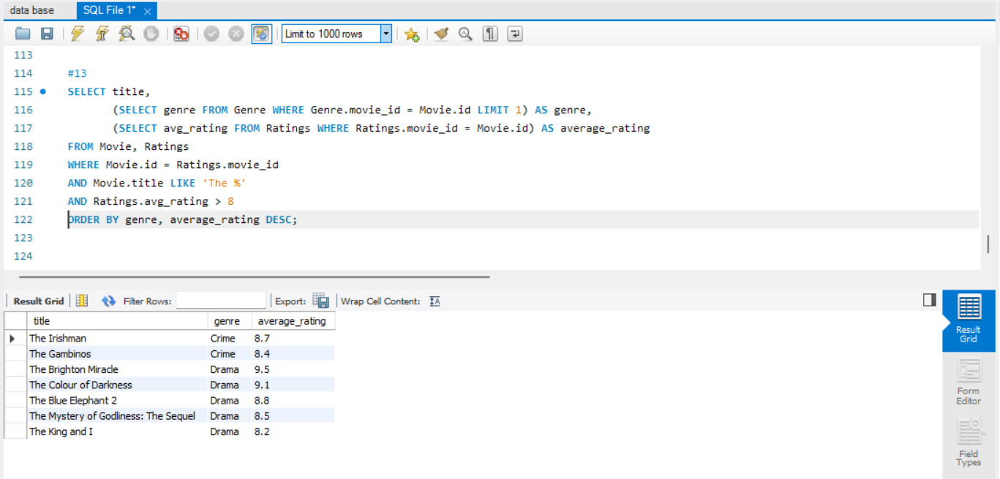 data base
SQL File 1* ×
Limit to 1000 rows
113
114 #13
115 SELECT title,
116 (SELECT genre FROM Genre WHERE Genre.movie_id = Movie.id LIMIT 1) AS genre,
117 (SELECT avg_rating FROM Ratings WHERE Ratings.movie_id = Movie.id) AS average_rating
118 FROM Movie, Ratings
119 WHERE Movie.id = Ratings.movie_id
120 AND Movie.title LIKE 'The %'
121 AND Ratings.avg_rating > 8
122 ORDER BY genre, average_rating DESC;
123
124
Result Grid Filter Rows: Export: Wrap Cell Content: IA
title genre average_rating
The Irishman Crime 8.7
The Gambinos Crime 8.4
The Brighton Miracle Drama 9.5
The Colour of Darkness Drama 9.1
The Blue Elephant 2 Drama 8.8
The Mystery of Godliness: The Sequel Drama 8.5
The King and I Drama 8.2
Result
Grid
Form
Editor
Field
Types